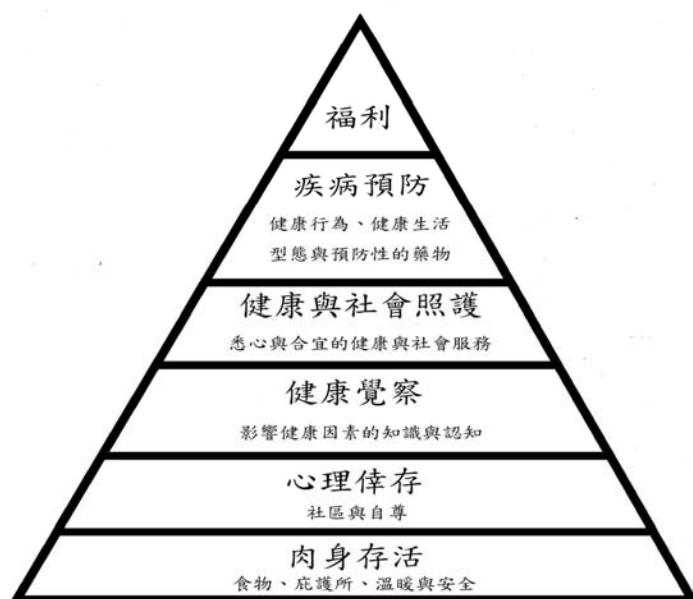 福利
疾病預防
健康行為、健康生活
型態與預防性的藥物
健康與社會照護
悉心與合宜的健康與社會服務
健康覺察
影響健康因素的知識與認知
心理倖存
社區與自尊
肉身存活
食物、庇護所、溫暖與安全